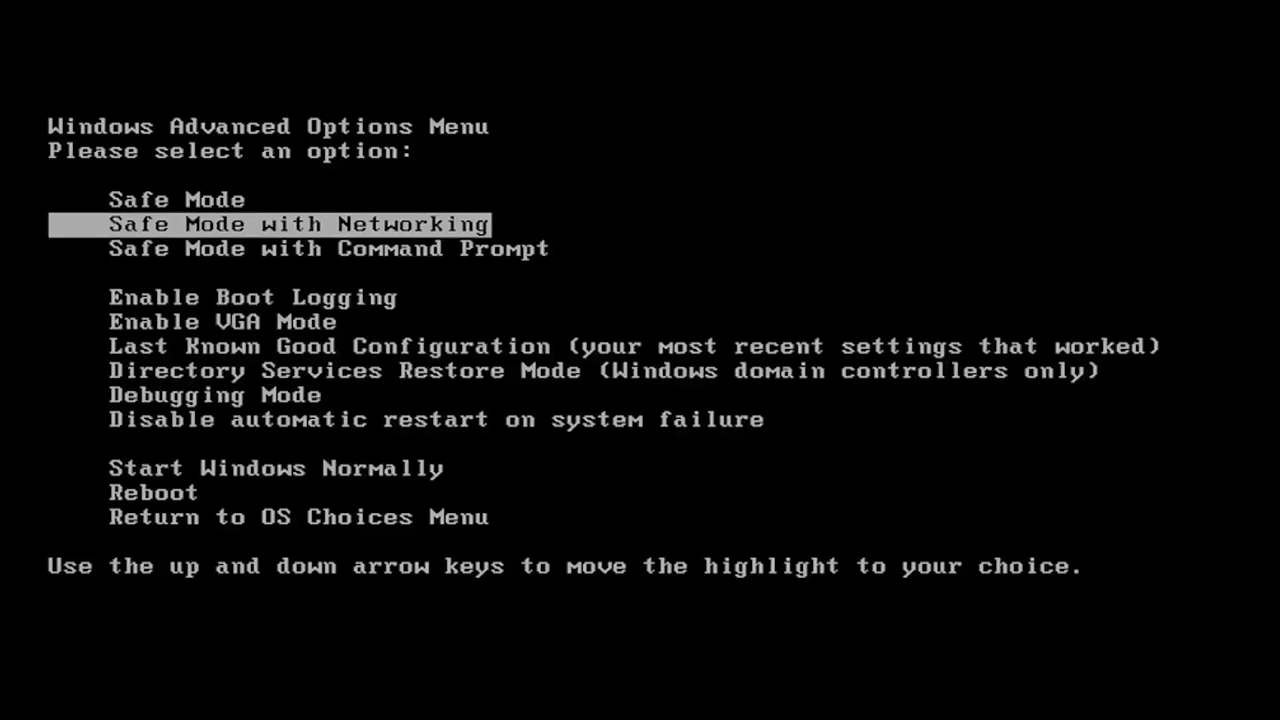 Windows Advanced Options Menu
Please select an option:
Safe Mode
Safe Mode with Networking
Safe Mode with Command Prompt
Enable Boot Logging
Enable VGA Mode
Last Known Good Configuration (your most recent settings that worked)
Directory Services Restore Mode (Windows domain controllers only)
Debugging Mode
Disable automatic restart on system failure
Start Windows Normally
Reboot
Return to OS Choices Menu
Use the up and down arrow keys to move the highlight to your choice.